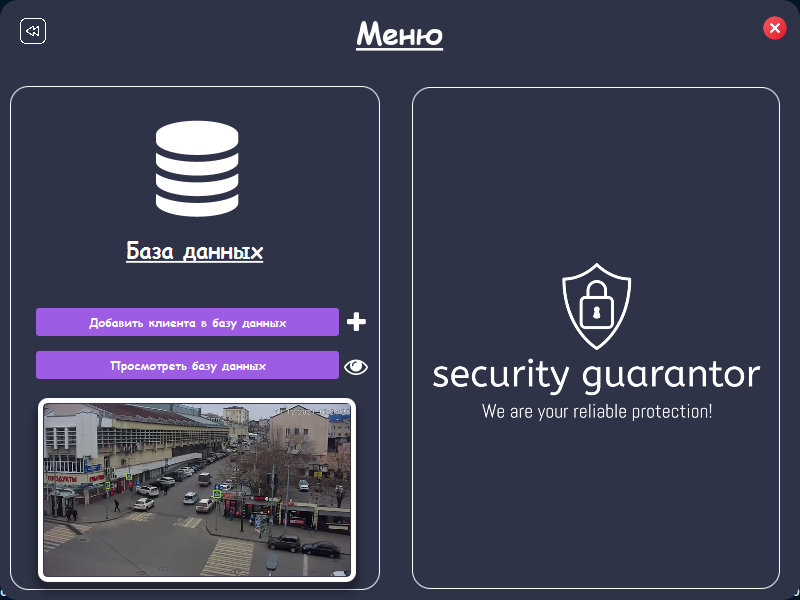 Меню
База данных
Добавить клиента в базу данных
Просмотреть базу данных
ПРОДУКТЫ
security guarantor
We are your reliable protection!